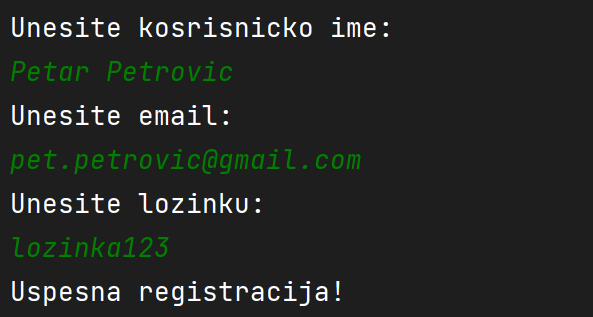 Unesite kosrisnicko ime:
Petar Petrovic
Unesite email:
pet.petrovic@gmail.com
Unesite lozinku:
lozinka123
Uspesna registracija!